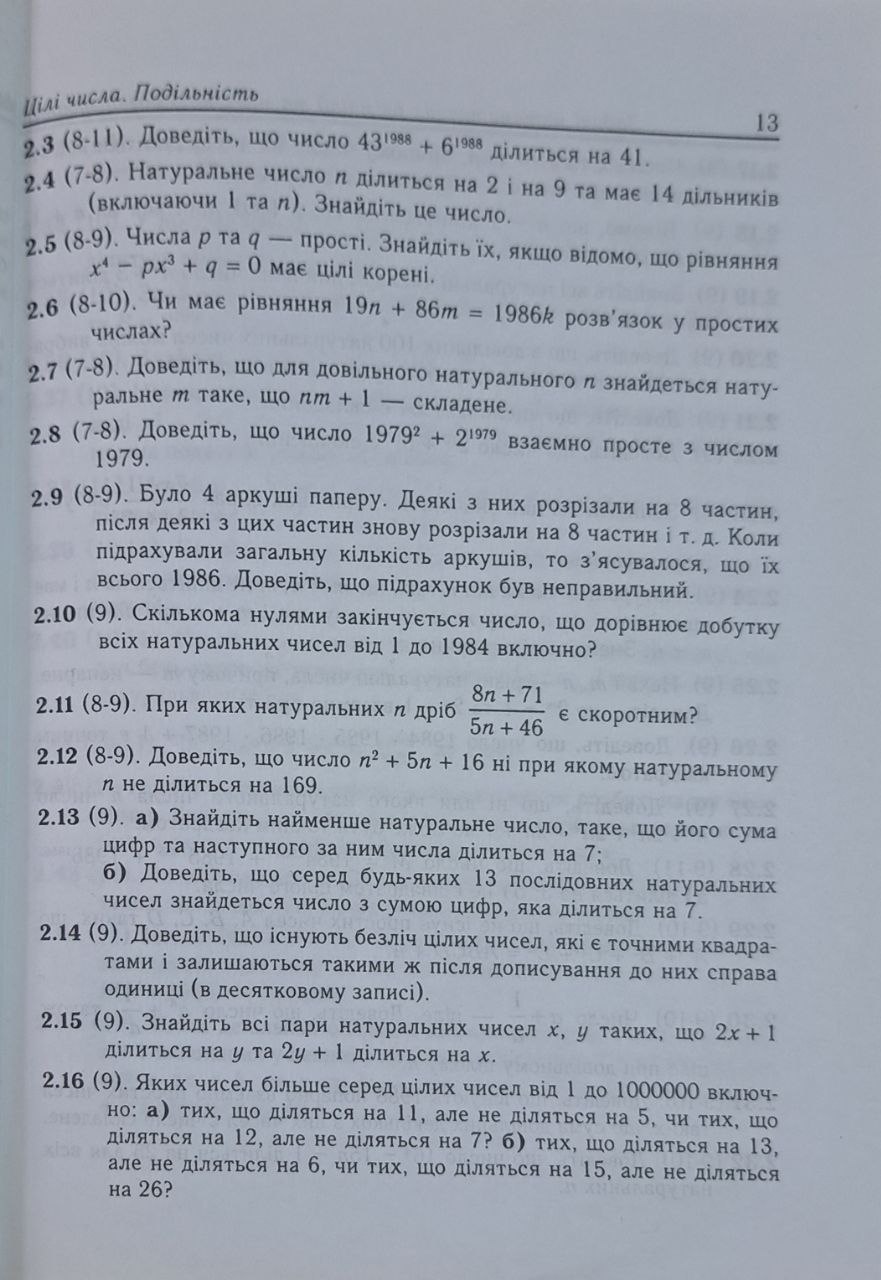 Цілі числа. Подільність
13
2.3 (8-11). Доведіть, що число 43¹⁹⁸⁸ + 6¹⁹⁸⁸ ділиться на 41.
2.4 (7-8). Натуральне число n ділиться на 2 і на 9 та має 14 дільників
(включаючи 1 та n). Знайдіть це число.
2.5 (8-9). Числа p та q — прості. Знайдіть їх, якщо відомо, що рівняння
x⁴ − px³ + q = 0 має цілі корені.
2.6 (8-10). Чи має рівняння 19n + 86m = 1986k розв'язок у простих
числах?
2.7 (7-8). Доведіть, що для довільного натурального n знайдеться нату-
ральне m таке, що nm + 1 — складене.
2.8 (7-8). Доведіть, що число 1979² + 2¹⁹⁷⁹ взаємно просте з числом
1979.
2.9 (8-9). Було 4 аркуші паперу. Деякі з них розрізали на 8 частин,
після деякі з цих частин знову розрізали на 8 частин і т. д. Коли
підрахували загальну кількість аркушів, то з'ясувалося, що їх
всього 1986. Доведіть, що підрахунок був неправильний.
2.10 (9). Скількома нулями закінчується число, що дорівнює добутку
всіх натуральних чисел від 1 до 1984 включно?
2.11 (8-9). При яких натуральних n дріб (8n + 71)/(5n + 46) є скоротним?
2.12 (8-9). Доведіть, що число n² + 5n + 16 ні при якому натуральному
n не ділиться на 169.
2.13 (9). а) Знайдіть найменше натуральне число, таке, що його сума
цифр та наступного за ним числа ділиться на 7;
б) Доведіть, що серед будь-яких 13 послідовних натуральних
чисел знайдеться число з сумою цифр, яка ділиться на 7.
2.14 (9). Доведіть, що існують безліч цілих чисел, які є точними квадра-
тами і залишаються такими ж після дописування до них справа
одиниці (в десятковому записі).
2.15 (9). Знайдіть всі пари натуральних чисел x, y таких, що 2x + 1
ділиться на y та 2y + 1 ділиться на x.
2.16 (9). Яких чисел більше серед цілих чисел від 1 до 1000000 включ-
но: а) тих, що діляться на 11, але не діляться на 5, чи тих, що
діляться на 12, але не діляться на 7? б) тих, що діляться на 13,
але не діляться на 6, чи тих, що діляться на 15, але не діляться
на 26?